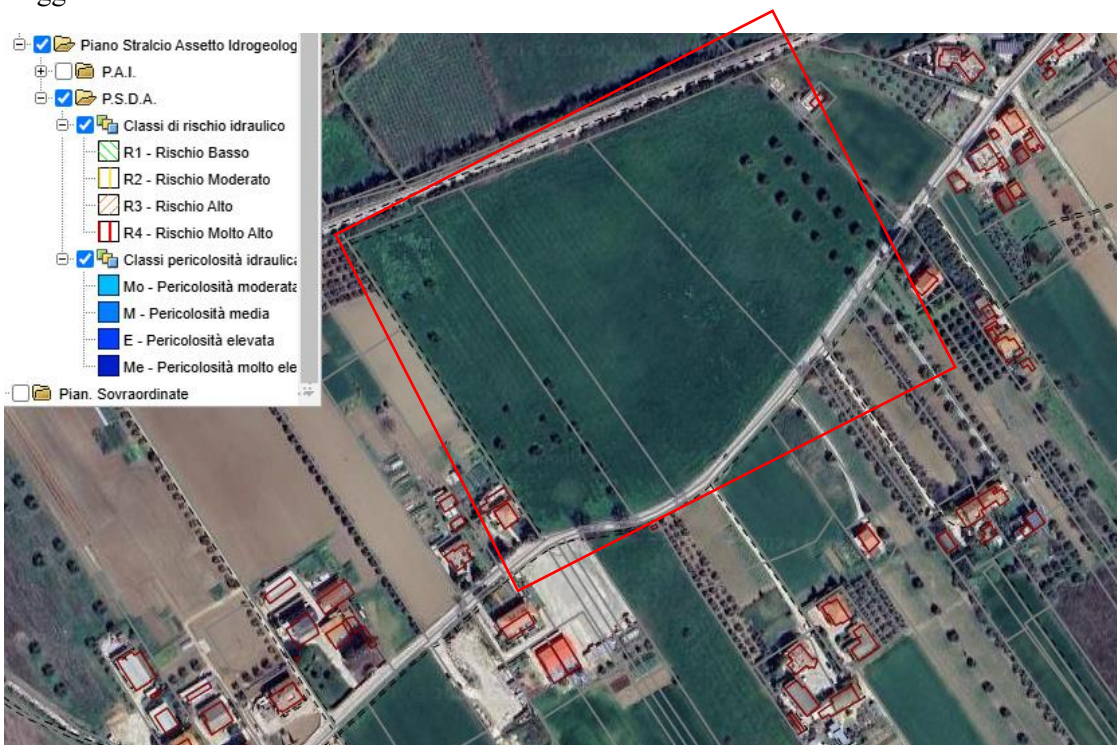 Piano Stralcio Assetto Idrogeolog
P.A.I.
P.S.D.A.
Classi di rischio idraulico
R1 - Rischio Basso
R2 - Rischio Moderato
R3 - Rischio Alto
R4 - Rischio Molto Alto
Classi pericolosità idraulica
Mo - Pericolosità moderata
M - Pericolosità media
E - Pericolosità elevata
Me - Pericolosità molto ele
Pian. Sovraordinate